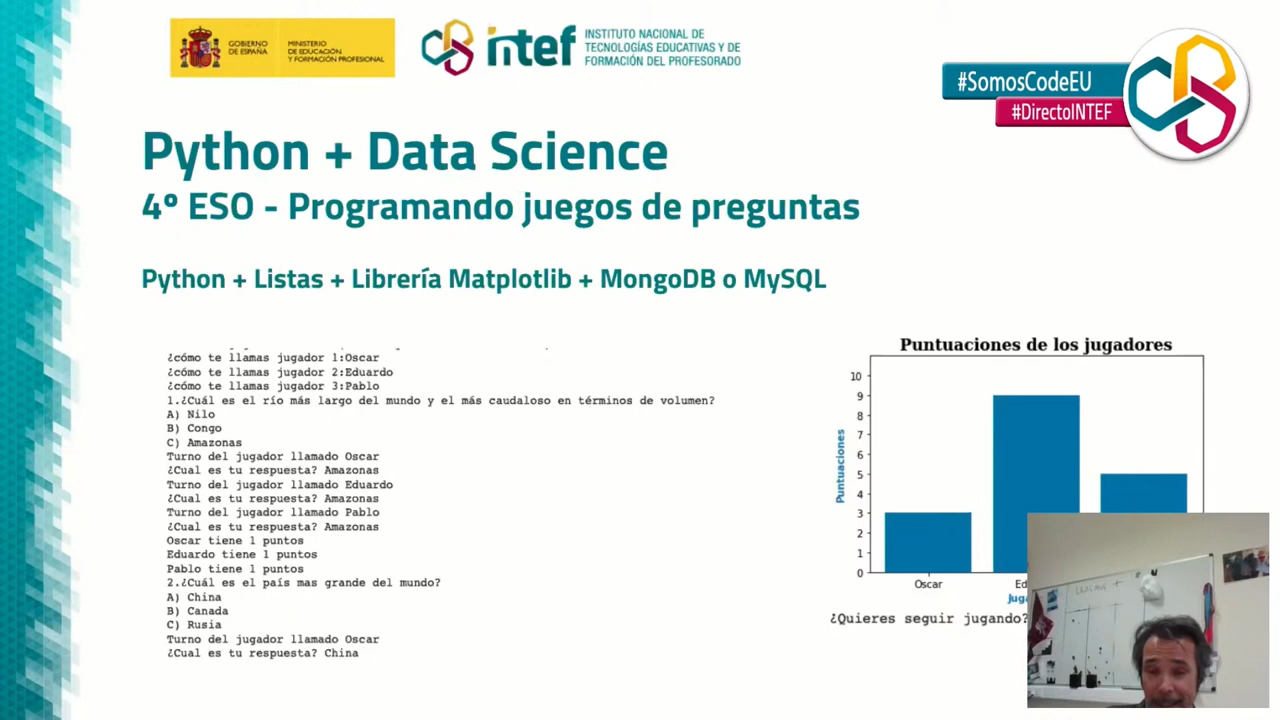 GOBIERNO
DE ESPAÑA
MINISTERIO
DE EDUCACIÓN
Y FORMACIÓN PROFESIONAL
intef
INSTITUTO NACIONAL DE
TECNOLOGÍAS EDUCATIVAS Y DE
FORMACIÓN DEL PROFESORADO
#SomosCodeEU
#DirectoINTEF
Python + Data Science
4º ESO - Programando juegos de preguntas
Python + Listas + Librería Matplotlib + MongoDB o MySQL
¿cómo te llamas jugador 1:Oscar
¿cómo te llamas jugador 2:Eduardo
¿cómo te llamas jugador 3:Pablo
1.¿Cuál es el río más largo del mundo y el más caudaloso en términos de volumen?
A) Nilo
B) Congo
C) Amazonas
Turno del jugador llamado Oscar
¿Cual es tu respuesta? Amazonas
Turno del jugador llamado Eduardo
¿Cual es tu respuesta? Amazonas
Turno del jugador llamado Pablo
¿Cual es tu respuesta? Amazonas
Oscar tiene 1 puntos
Eduardo tiene 1 puntos
Pablo tiene 1 puntos
2.¿Cuál es el país mas grande del mundo?
A) China
B) Canada
C) Rusia
Turno del jugador llamado Oscar
¿Cual es tu respuesta? China
Puntuaciones de los jugadores
Puntuaciones
10
9
8
7
6
5
4
3
2
1
0
Oscar
Ed
Juga
¿Quieres seguir jugando?